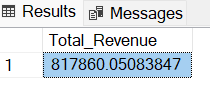 Results Messages
Total_Revenue
1 817860.05083847